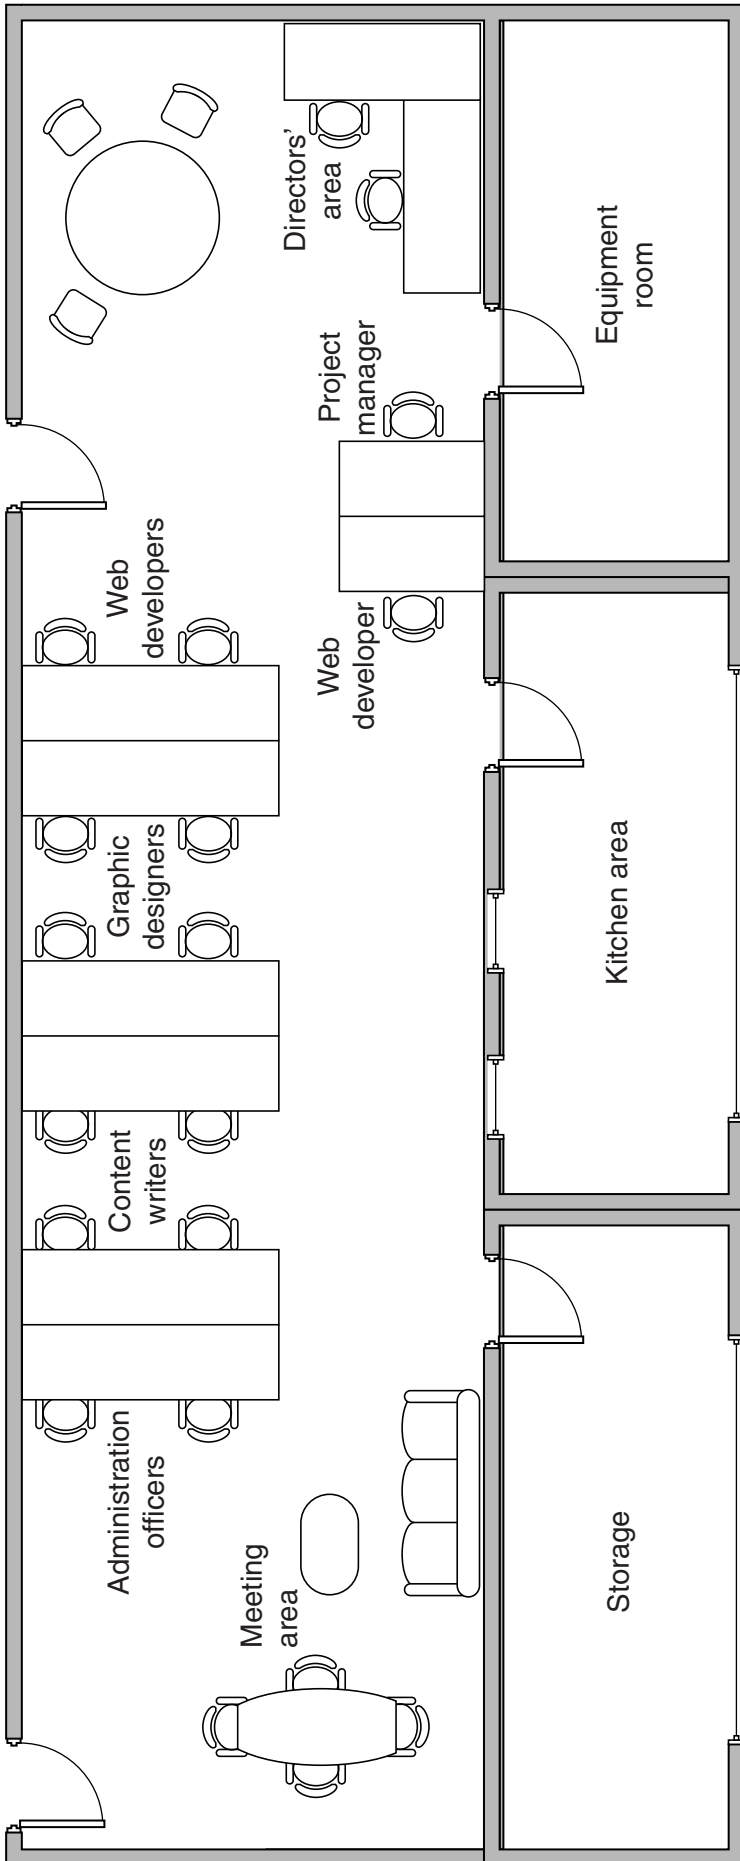 Directors’
area
Project
manager
Web
developers
Web
developer
Graphic
designers
Content
writers
Administration
officers
Meeting
area
Equipment
room
Kitchen area
Storage